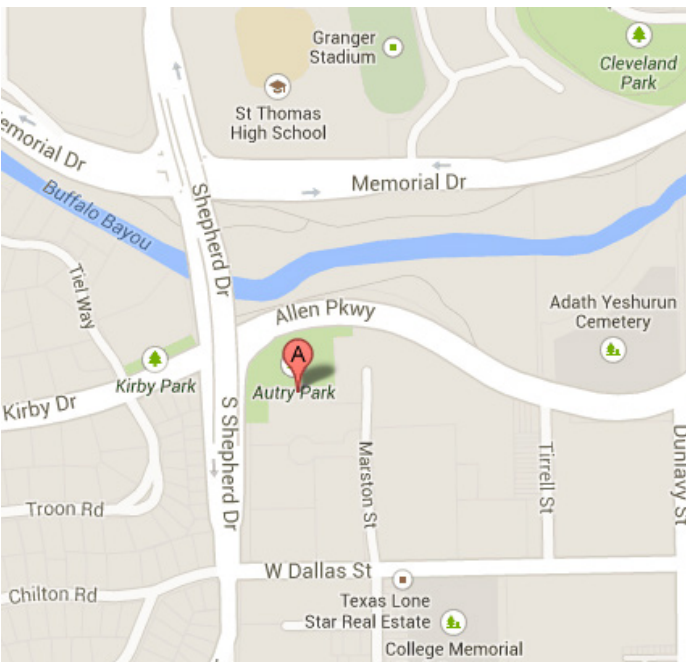 Granger
Stadium
Cleveland
Park
St Thomas
High School
emorial Dr
Memorial Dr
Buffalo Bayou
Shepherd Dr
Tiel Way
Allen Pkwy
Adath Yeshurun
Cemetery
A
Kirby Park
Autry Park
Kirby Dr
S Shepherd Dr
Marston St
Tirrell St
Dunlavy St
Troon Rd
W Dallas St
Chilton Rd
Texas Lone
Star Real Estate
College Memorial